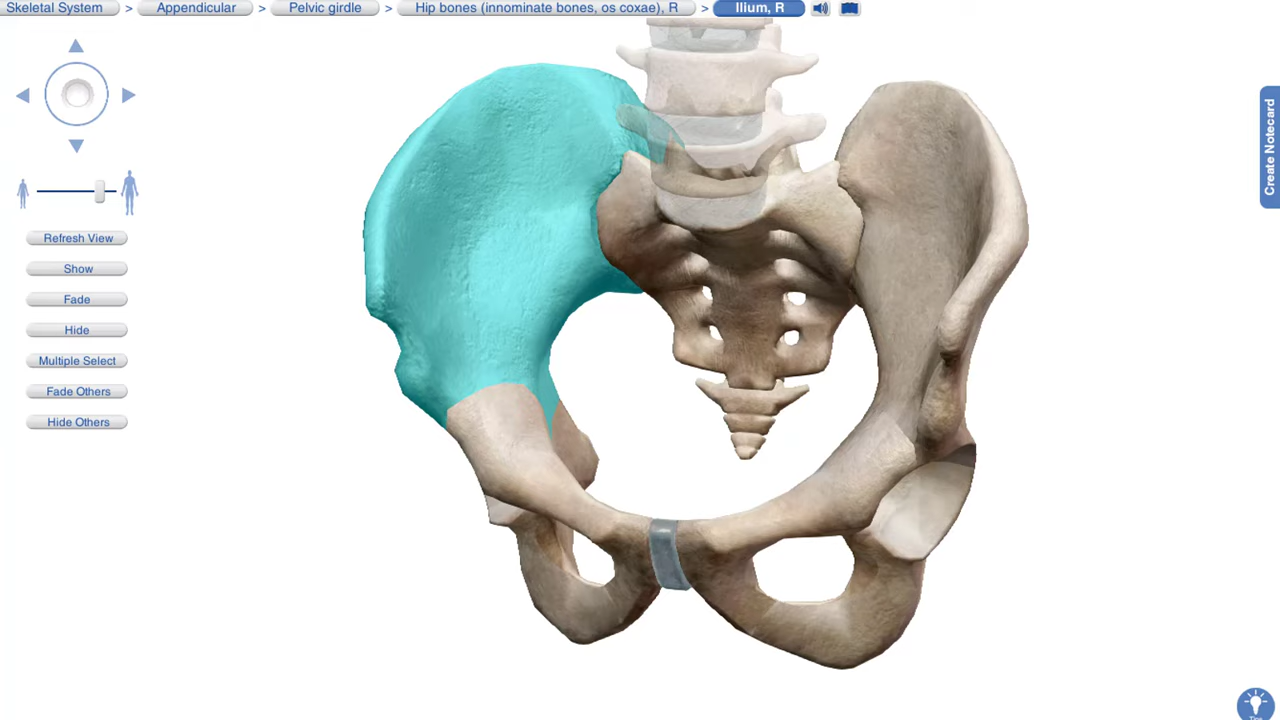 Skeletal System > Appendicular > Pelvic girdle > Hip bones (innominate bones, os coxae), R > Ilium, R
Refresh View
Show
Fade
Hide
Multiple Select
Fade Others
Hide Others
Create Notecard